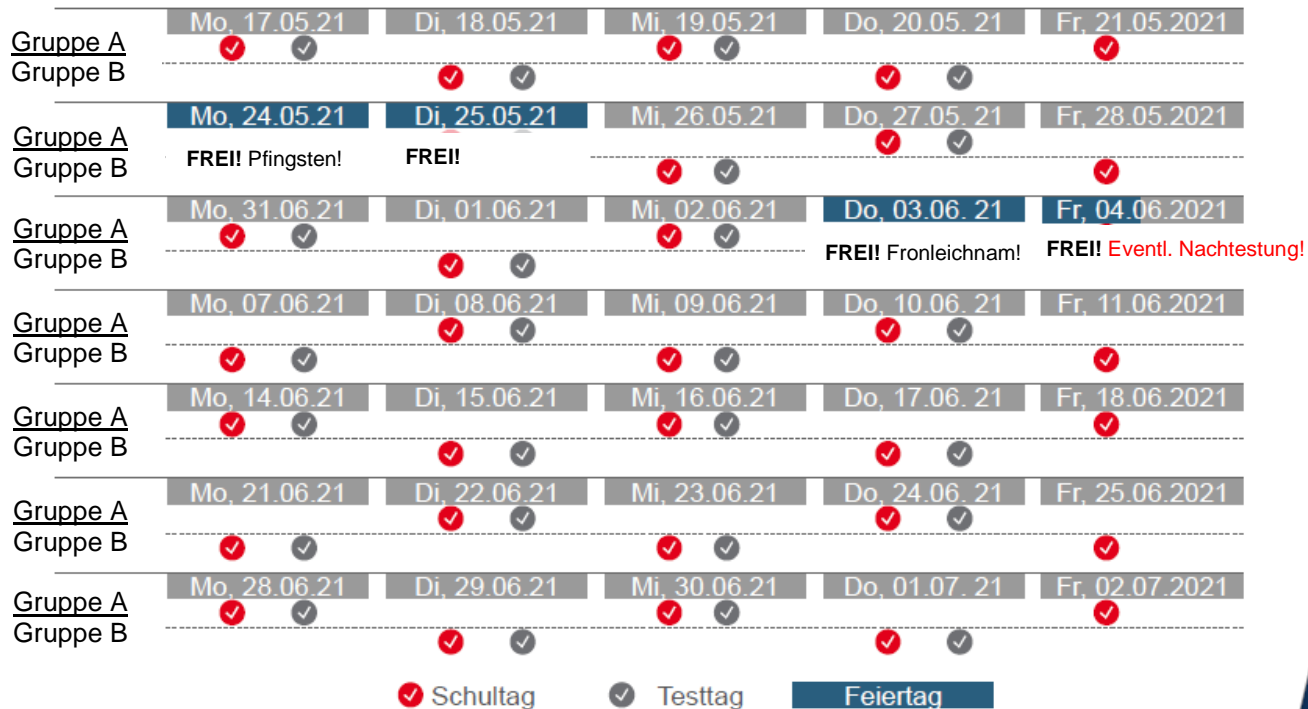 Mo, 17.05.21 Di, 18.05.21 Mi, 19.05.21 Do, 20.05. 21 Fr, 21.05.2021
Gruppe A
Gruppe B
Mo, 24.05.21 Di, 25.05.21 Mi, 26.05.21 Do, 27.05.21 Fr, 28.05.2021
Gruppe A
Gruppe B
FREI! Pfingsten! FREI!
Mo, 31.06.21 Di, 01.06.21 Mi, 02.06.21 Do, 03.06. 21 Fr, 04.06.2021
Gruppe A
Gruppe B
FREI! Fronleichnam! FREI! Eventl. Nachtestung!
Mo, 07.06.21 Di, 08.06.21 Mi, 09.06.21 Do, 10.06. 21 Fr, 11.06.2021
Gruppe A
Gruppe B
Mo, 14.06.21 Di, 15.06.21 Mi, 16.06.21 Do, 17.06. 21 Fr, 18.06.2021
Gruppe A
Gruppe B
Mo, 21.06.21 Di, 22.06.21 Mi, 23.06.21 Do, 24.06. 21 Fr, 25.06.2021
Gruppe A
Gruppe B
Mo, 28.06.21 Di, 29.06.21 Mi, 30.06.21 Do, 01.07. 21 Fr, 02.07.2021
Gruppe A
Gruppe B
Schultag Testtag Feiertag